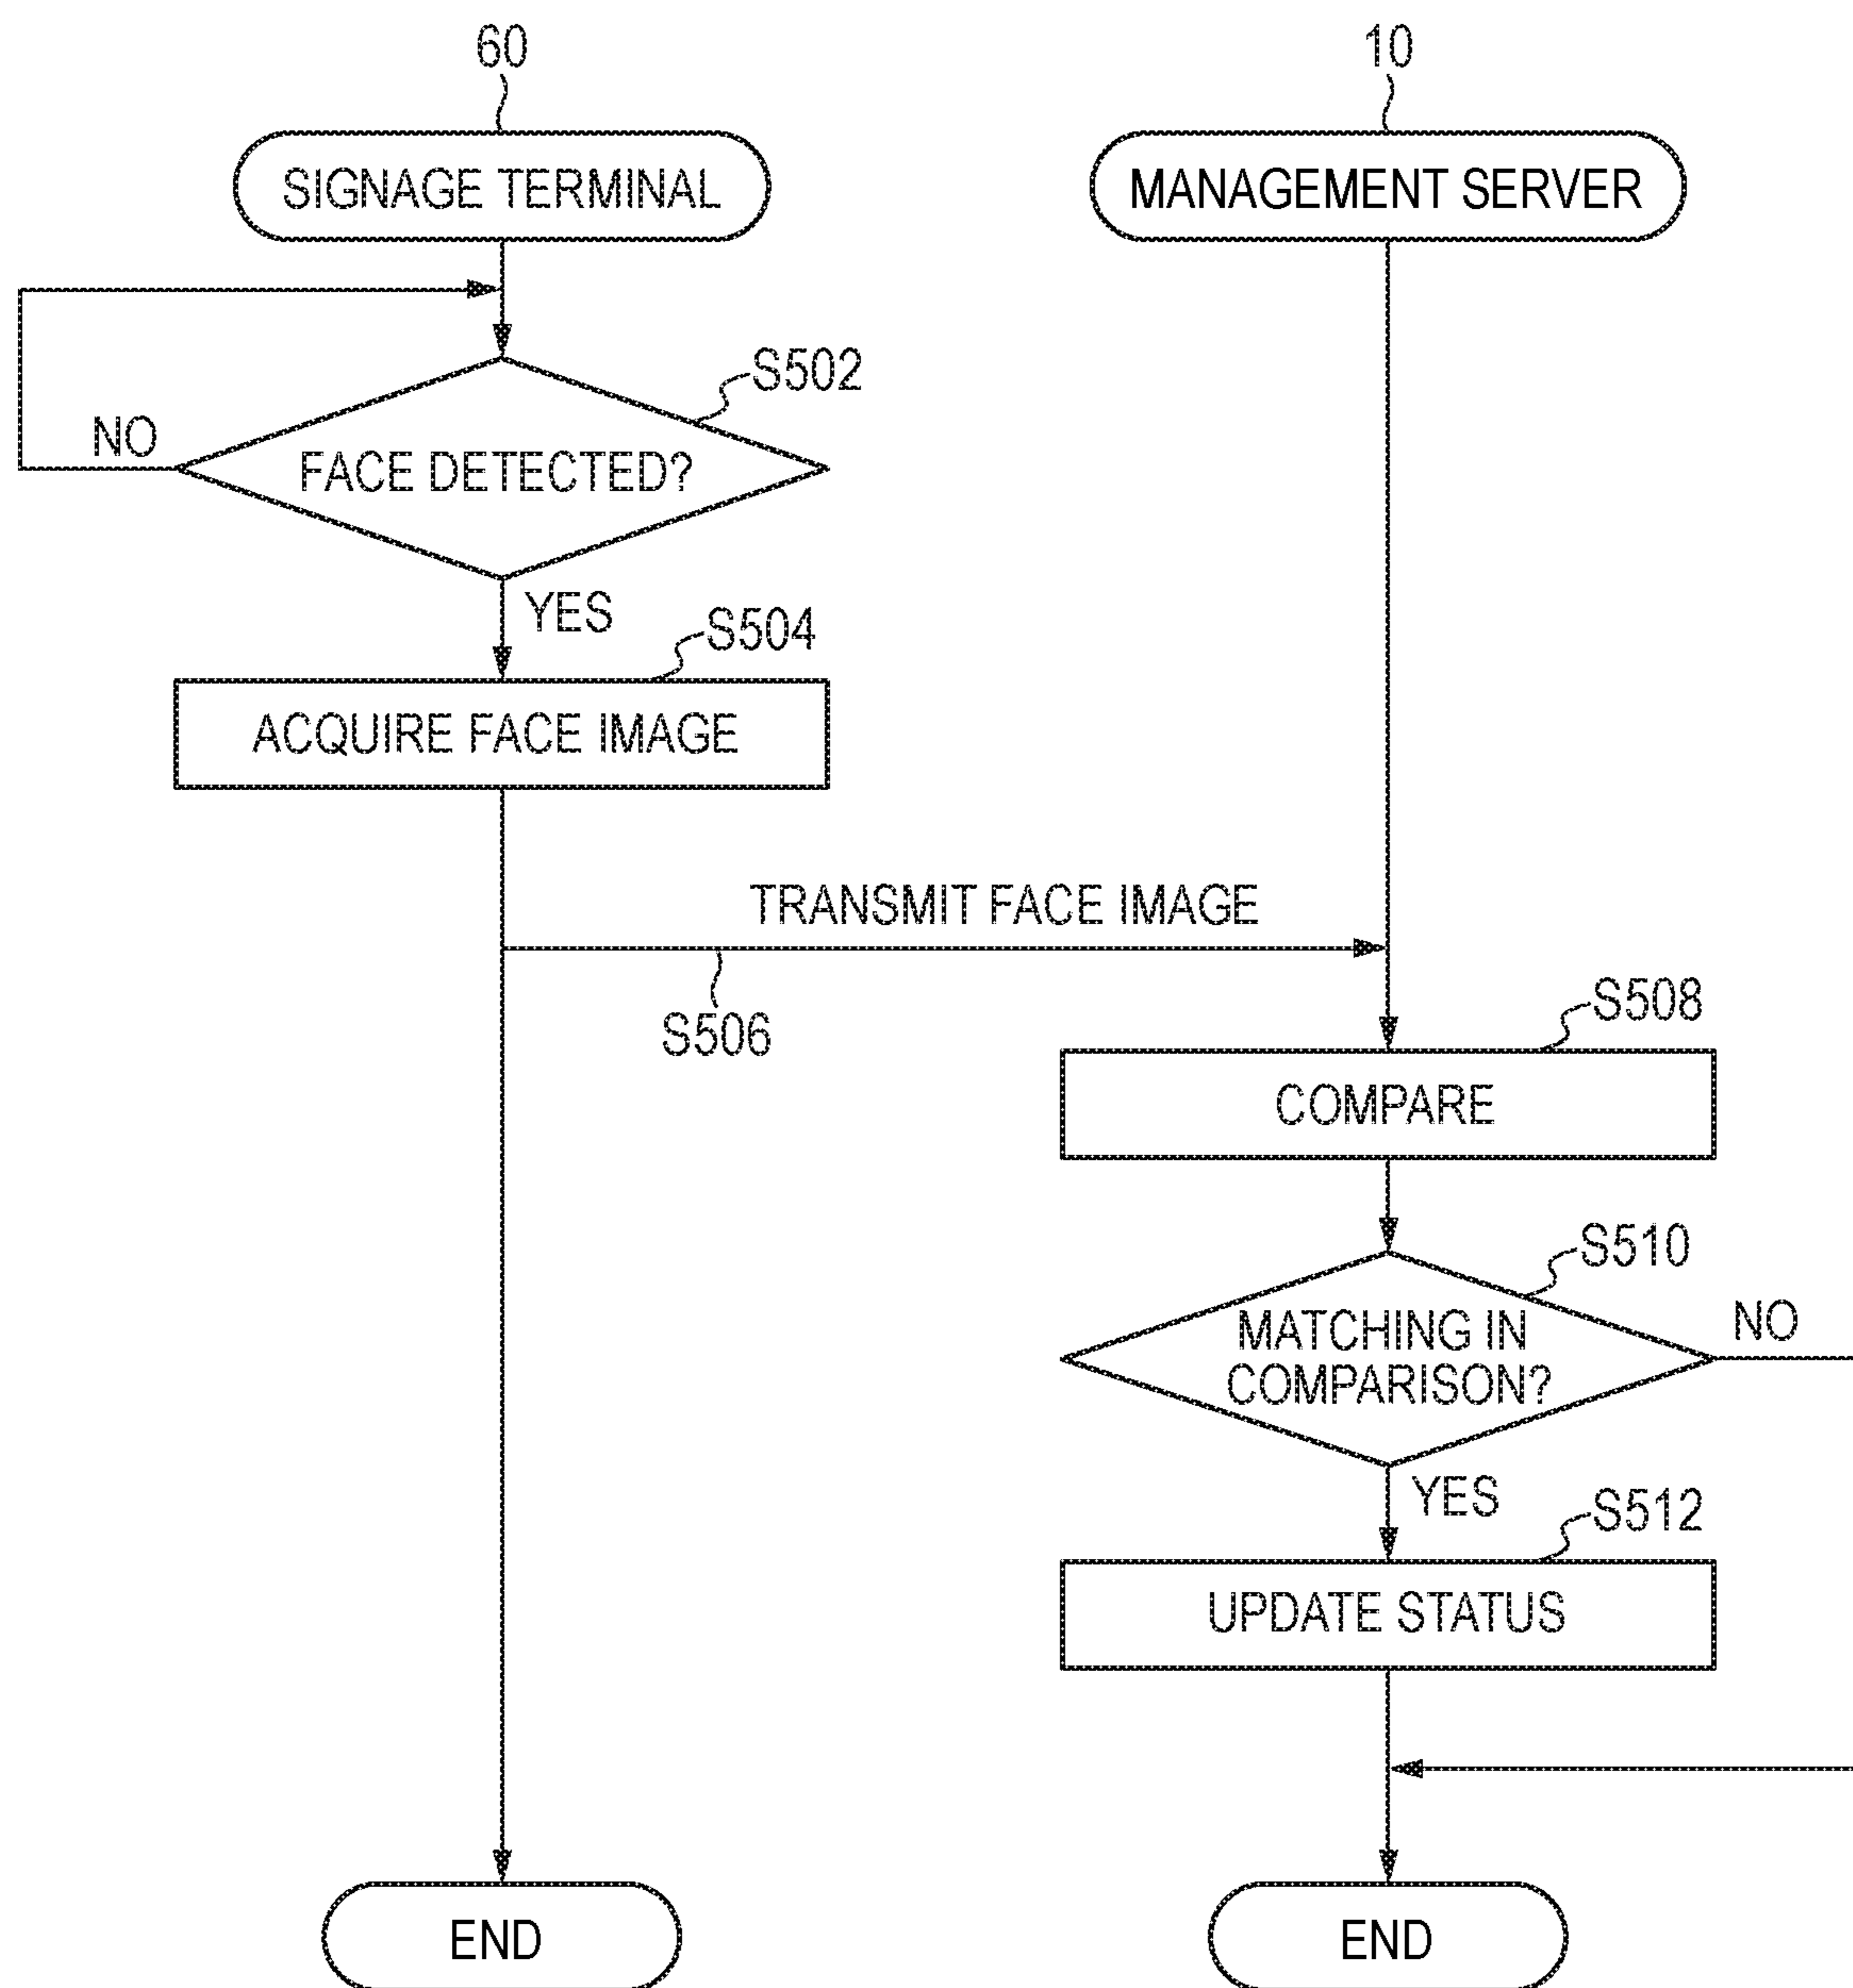 60
10
SIGNAGE TERMINAL
MANAGEMENT SERVER
S502
NO
FACE DETECTED?
YES
S504
ACQUIRE FACE IMAGE
TRANSMIT FACE IMAGE
S506
S508
COMPARE
S510
NO
MATCHING IN
COMPARISON?
YES
S512
UPDATE STATUS
END
END